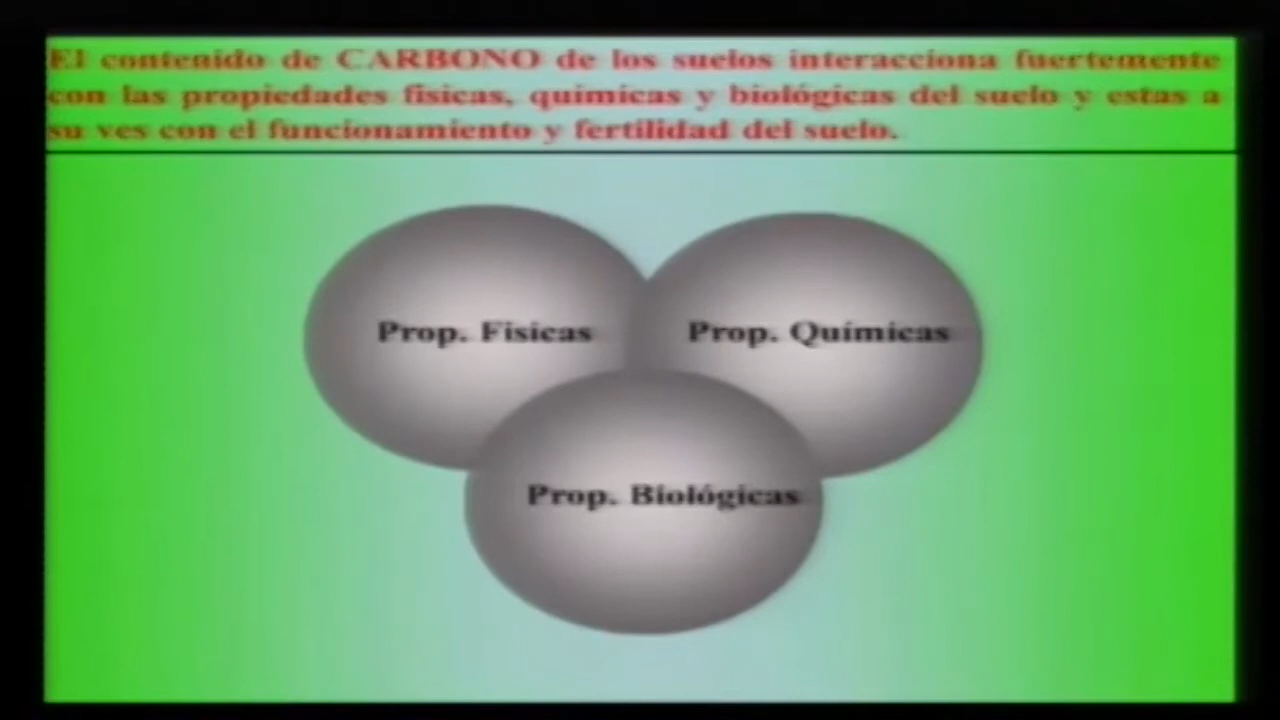 El contenido de CARBONO de los suelos interacciona fuertemente
con las propiedades físicas, químicas y biológicas del suelo y estas a
su ves con el funcionamiento y fertilidad del suelo.
Prop. Físicas
Prop. Químicas
Prop. Biológicas